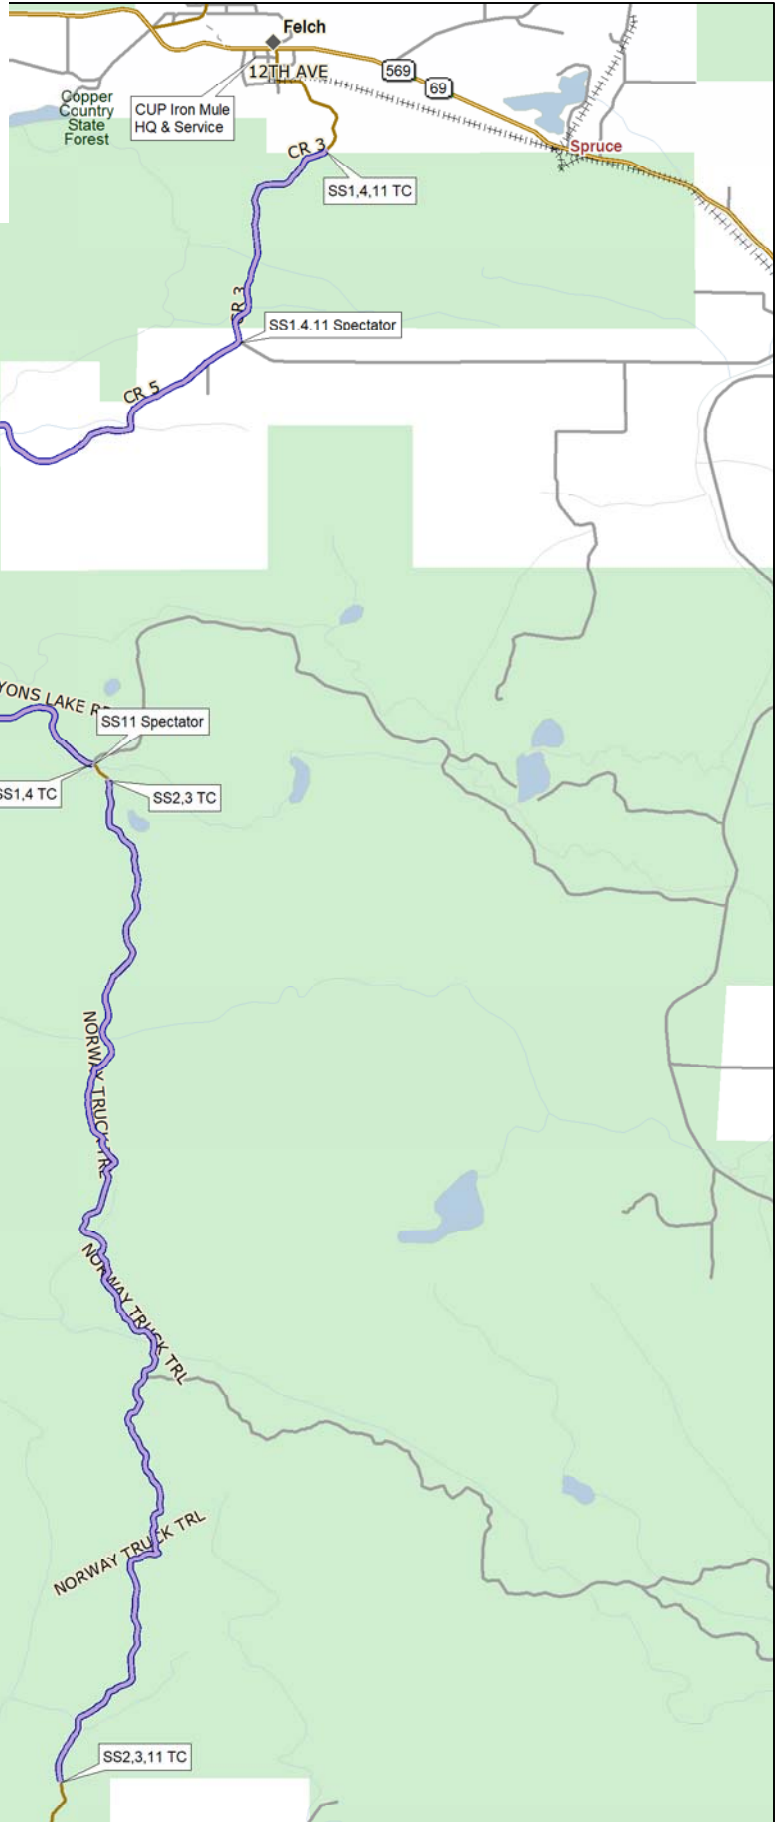 Felch
12TH AVE
569
69
Copper
Country
State
Forest
CUP Iron Mule
HQ & Service
Spruce
CR 3
SS1,4,11 TC
CR 3
SS1.4.11 Spectator
CR 5
YONS LAKE R
SS11 Spectator
SS1,4 TC
SS2,3 TC
NORWAY TRUCK TRL
NORWAY TRUCK TRL
NORWAY TRUCK TRL
SS2,3,11 TC